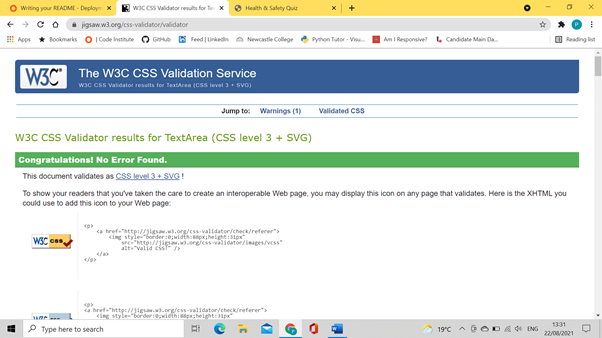 Writing your README - Deploym
W3C CSS Validator results for Te
Health & Safety Quiz
jigsaw.w3.org/css-validator/validator
Apps
Bookmarks
[ Code Institute
GitHub
Feed | LinkedIn
Newcastle College
Python Tutor - Visu...
Am I Responsive?
Candidate Main Da...
Reading list
W3C
The W3C CSS Validation Service
W3C CSS Validator results for TextArea (CSS level 3 + SVG)
Jump to: Warnings (1) Validated CSS
W3C CSS Validator results for TextArea (CSS level 3 + SVG)
Congratulations! No Error Found.
This document validates as CSS level 3 + SVG !
To show your readers that you've taken the care to create an interoperable Web page, you may display this icon on any page that validates. Here is the XHTML you
could use to add this icon to your Web page:
W3C css
<p>
<a href="http://jigsaw.w3.org/css-validator/check/referer">
<img style="border:0;width:88px;height:31px"
src="http://jigsaw.w3.org/css-validator/images/vcss"
alt="Valid CSS!" />
</a>
</p>
W3C css
<p>
<a href="http://jigsaw.w3.org/css-validator/check/referer">
<img style="border:0;width:88px;height:31px"
Type here to search
19°C
ENG
13:31
22/08/2021